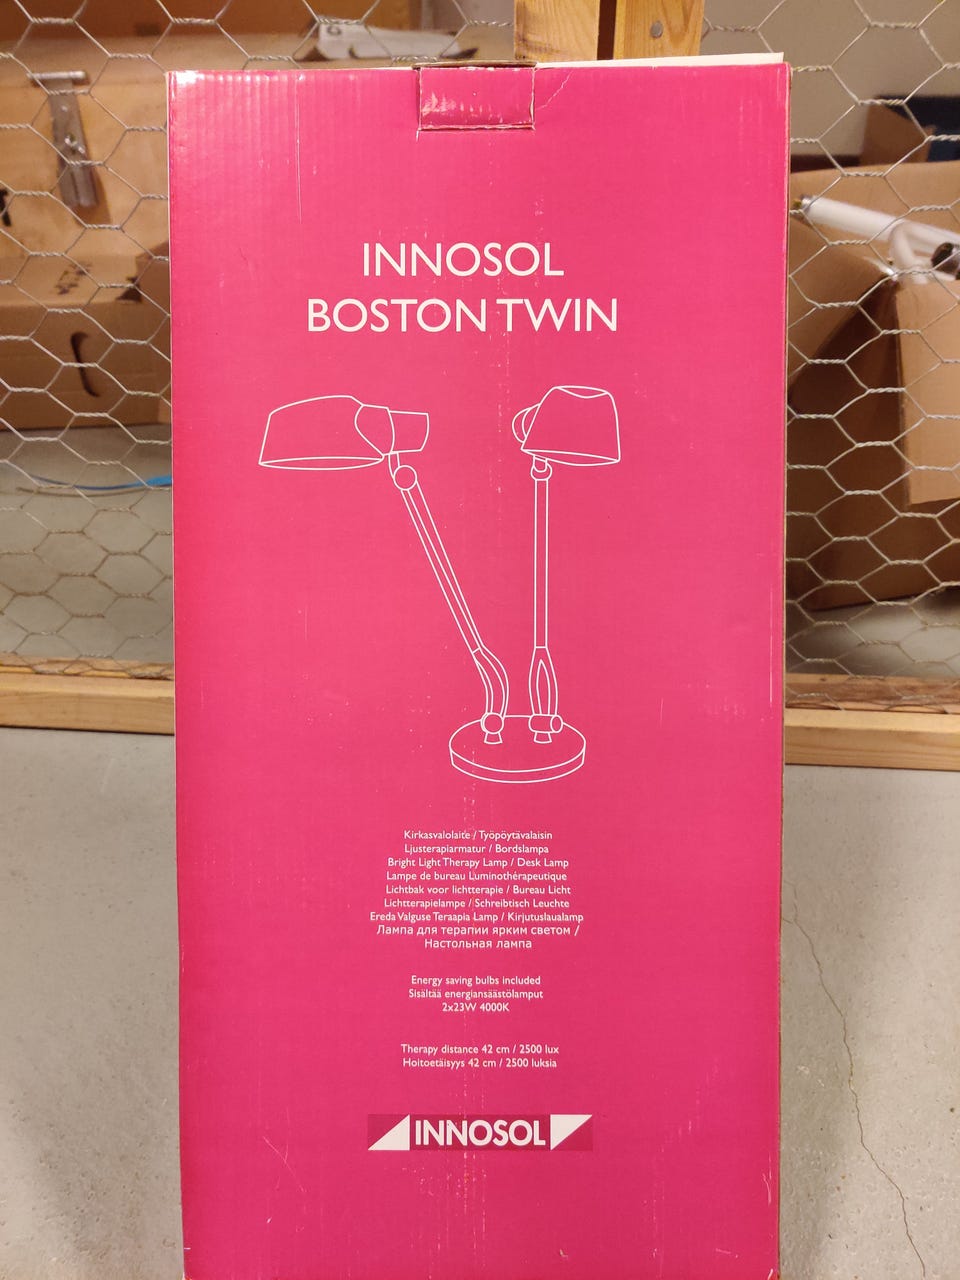 INNOSOL
BOSTON TWIN
Kirkasvalolaite / Työpöytävalaisin
Ljusterapiarmatur / Bordslampa
Bright Light Therapy Lamp / Desk Lamp
Lampe de bureau Luminothérapeutique
Lichtbak voor lichtterapie / Bureau Licht
Lichtterapielampe / Schreibtisch Leuchte
Ereda Valguse Teraapia Lamp / Kirjutuslaualamp
Лампа для терапии ярким светом /
Настольная лампа
Energy saving bulbs included
Sisältää energiansäästölamput
2x23W 4000K
Therapy distance 42 cm / 2500 lux
Hoitoetäisyys 42 cm / 2500 luksia
INNOSOL